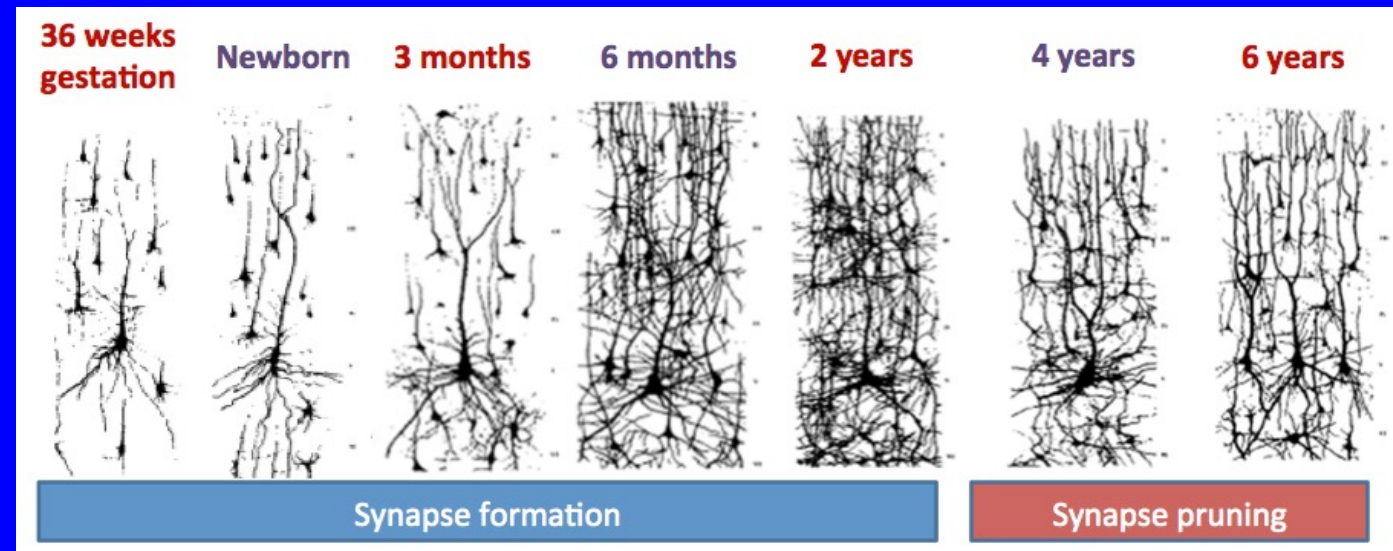 36 weeks
gestation
Newborn
3 months
6 months
2 years
4 years
6 years
Synapse formation
Synapse pruning